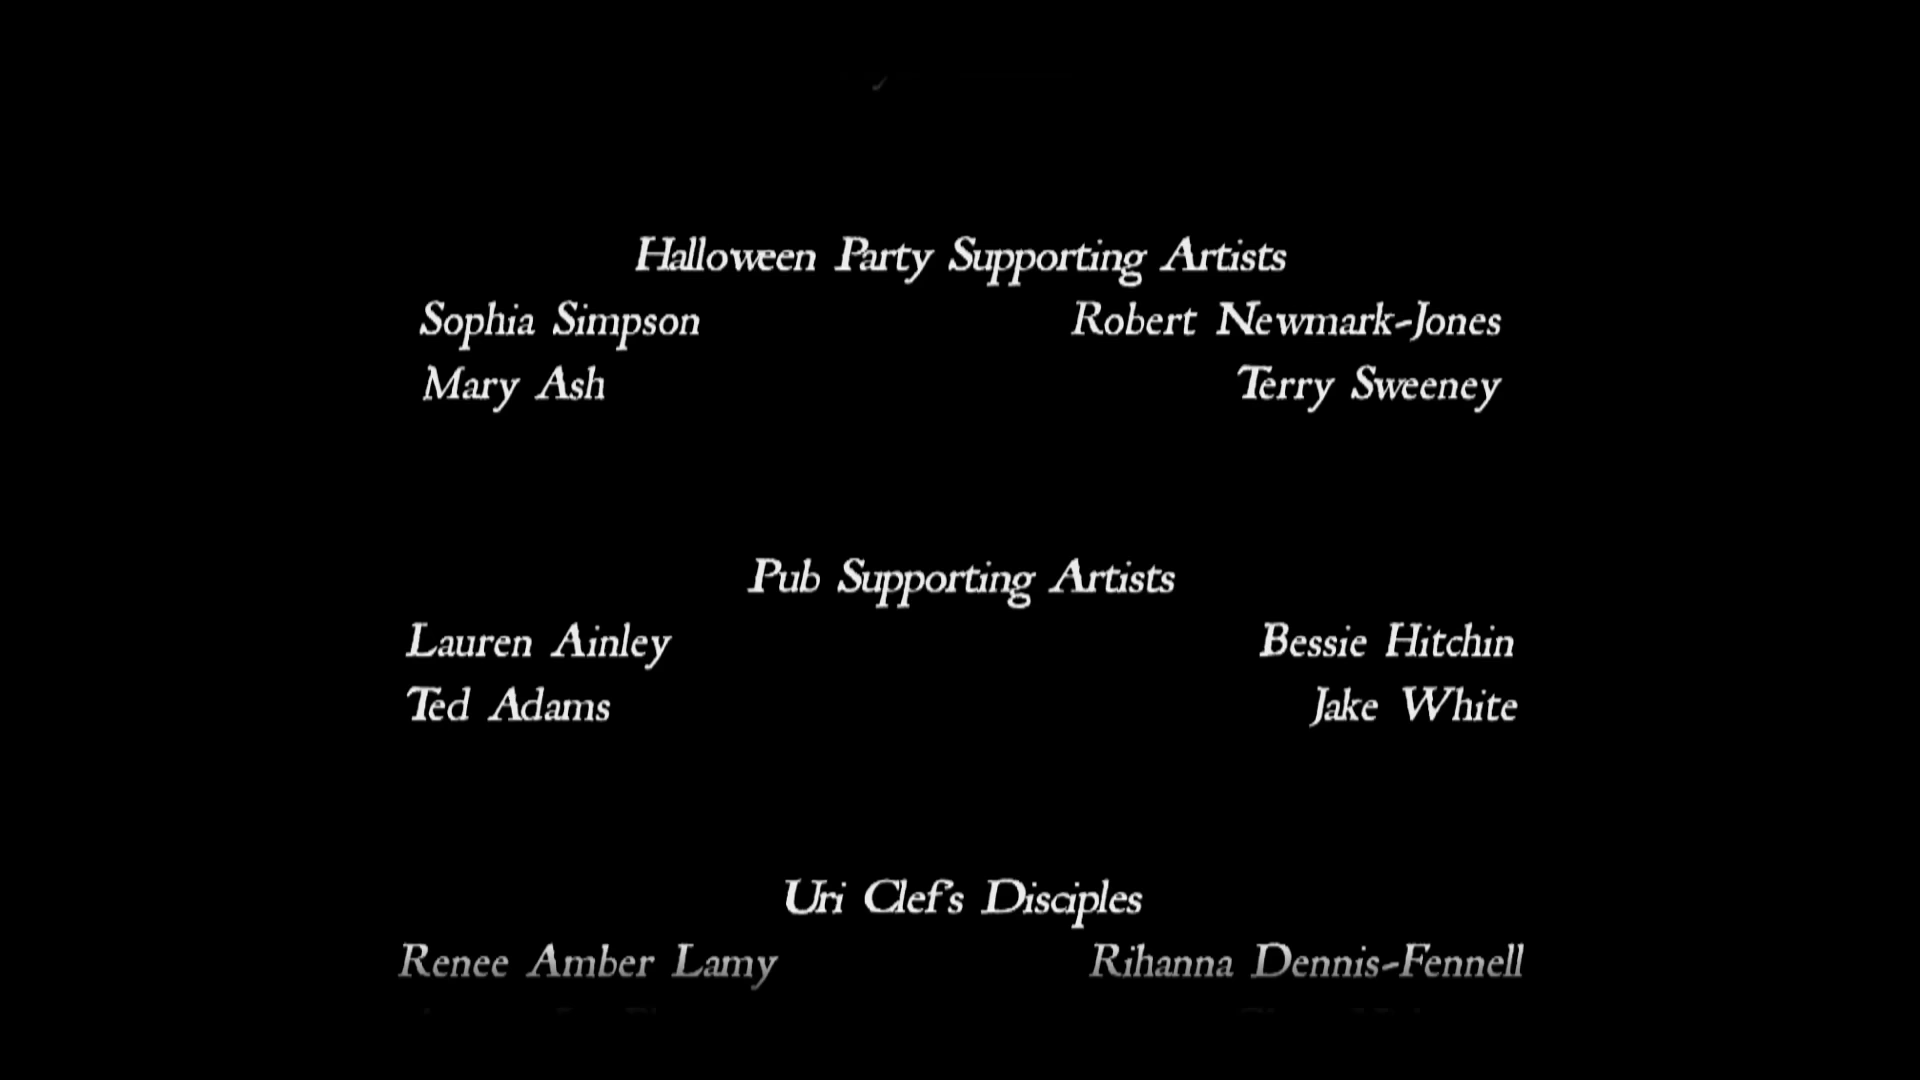 Halloween Party Supporting Artists
Sophia Simpson Robert Newmark-Jones
Mary Ash Terry Sweeney
Pub Supporting Artists
Lauren Ainley Bessie Hitchin
Ted Adams Jake White
Uri Clef's Disciples
Renee Amber Lamy Rihanna Dennis-Fennell